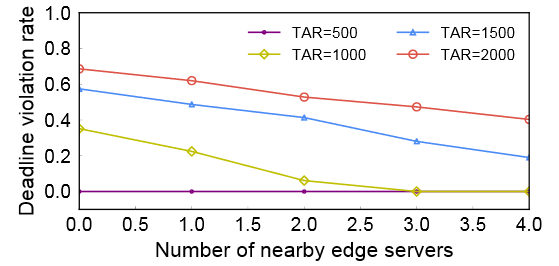 1.0
0.8
0.6
0.4
0.2
0.0
Deadline violation rate
TAR=500
TAR=1000
TAR=1500
TAR=2000
0.0 0.5 1.0 1.5 2.0 2.5 3.0 3.5 4.0
Number of nearby edge servers